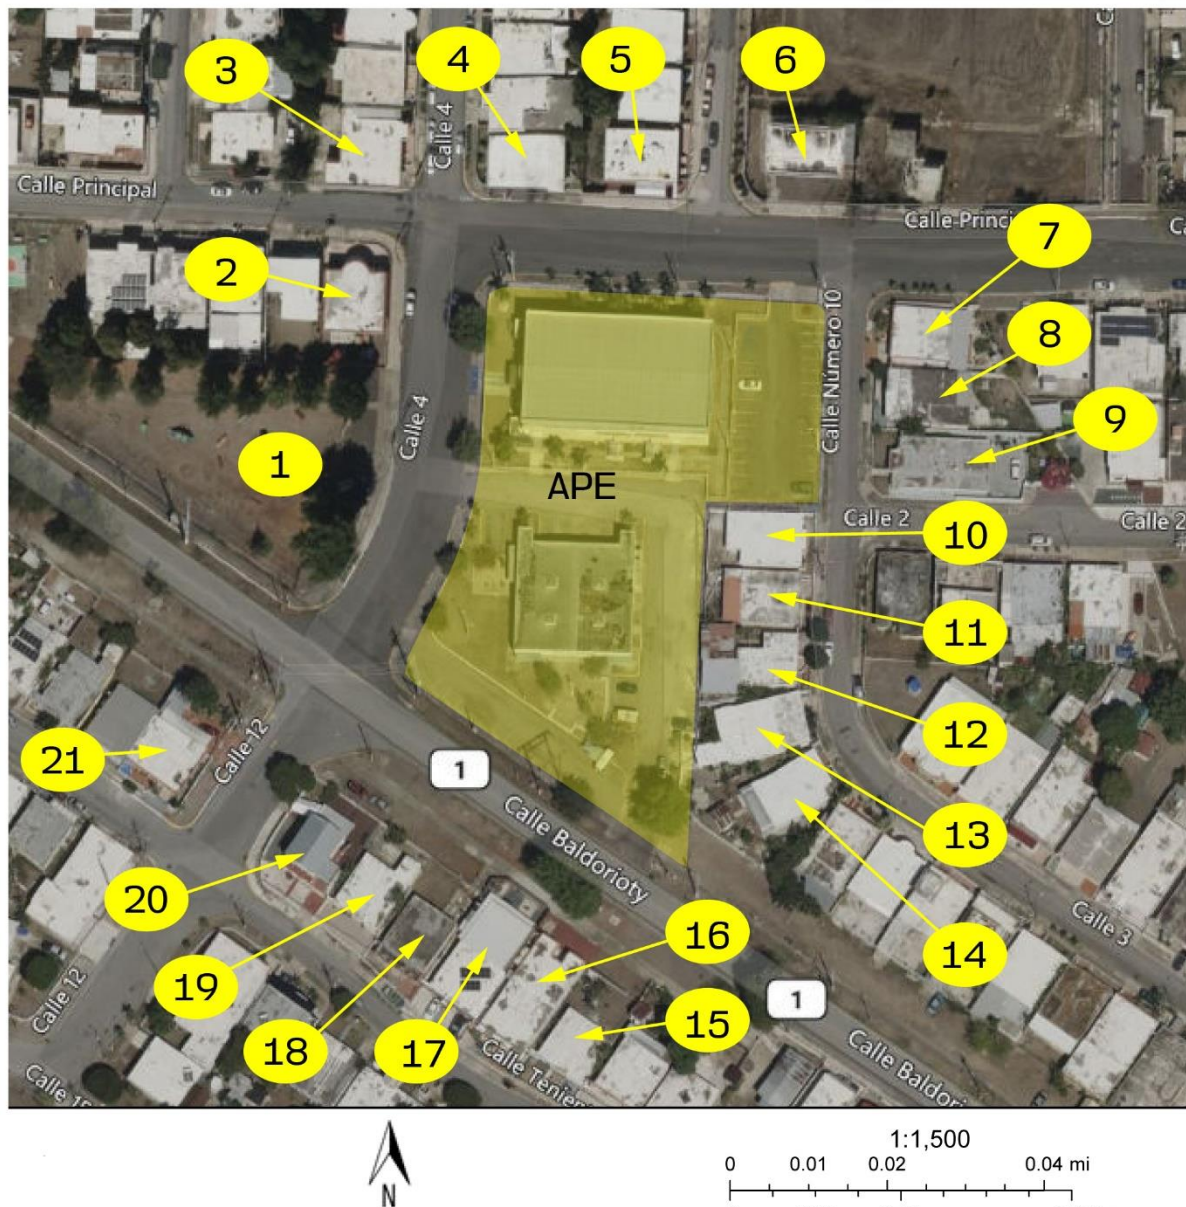 3
4
5
6
Calle 4
Calle Principal
Calle Princip
7
2
Calle Número 10
8
9
Calle 4
1
APE
Calle 2
Calle 2
10
11
12
Calle 12
21
1
13
Calle Baldorioty
20
14
Calle 3
16
19
Calle 12
1
15
18
17
Calle Tenien
Calle Baldorio
N
1:1,500
0 0.01 0.02 0.04 mi